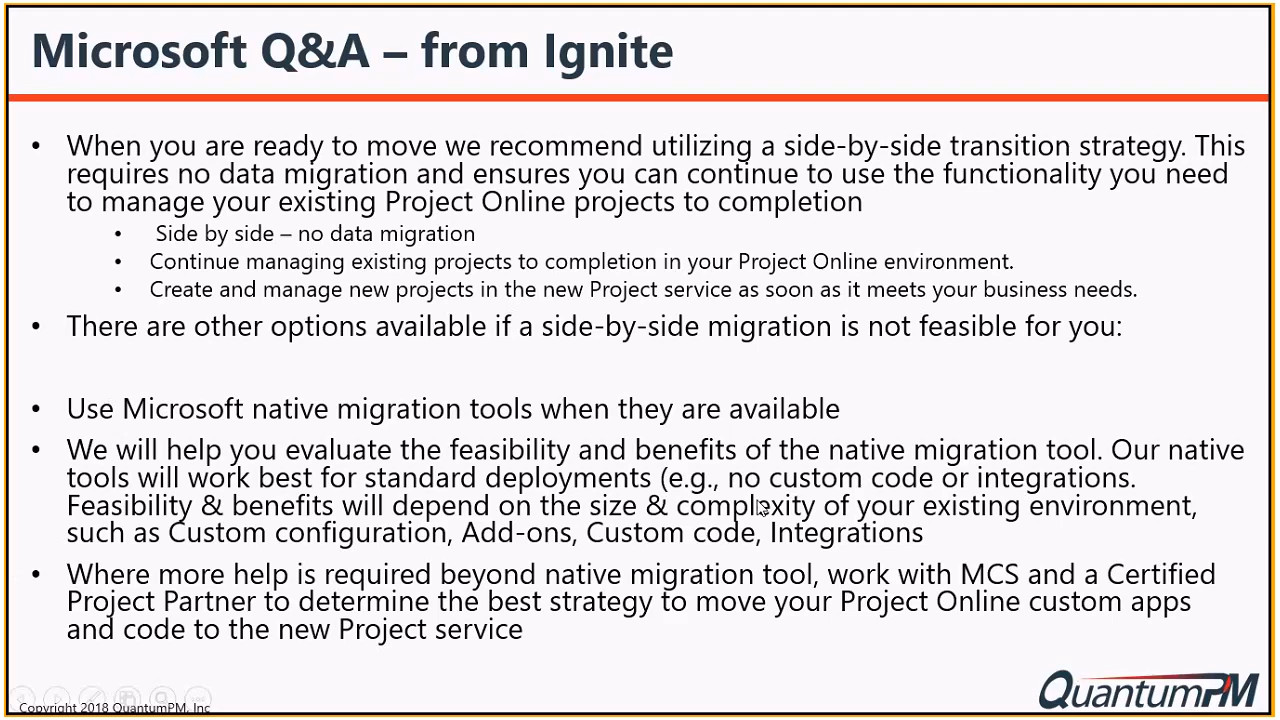 Microsoft Q&A – from Ignite
• When you are ready to move we recommend utilizing a side-by-side transition strategy. This
requires no data migration and ensures you can continue to use the functionality you need
to manage your existing Project Online projects to completion
• Side by side – no data migration
• Continue managing existing projects to completion in your Project Online environment.
• Create and manage new projects in the new Project service as soon as it meets your business needs.
• There are other options available if a side-by-side migration is not feasible for you:
• Use Microsoft native migration tools when they are available
• We will help you evaluate the feasibility and benefits of the native migration tool. Our native
tools will work best for standard deployments (e.g., no custom code or integrations.
Feasibility & benefits will depend on the size & complexity of your existing environment,
such as Custom configuration, Add-ons, Custom code, Integrations
• Where more help is required beyond native migration tool, work with MCS and a Certified
Project Partner to determine the best strategy to move your Project Online custom apps
and code to the new Project service
Copyright 2018 QuantumPM, Inc
QuantumPM